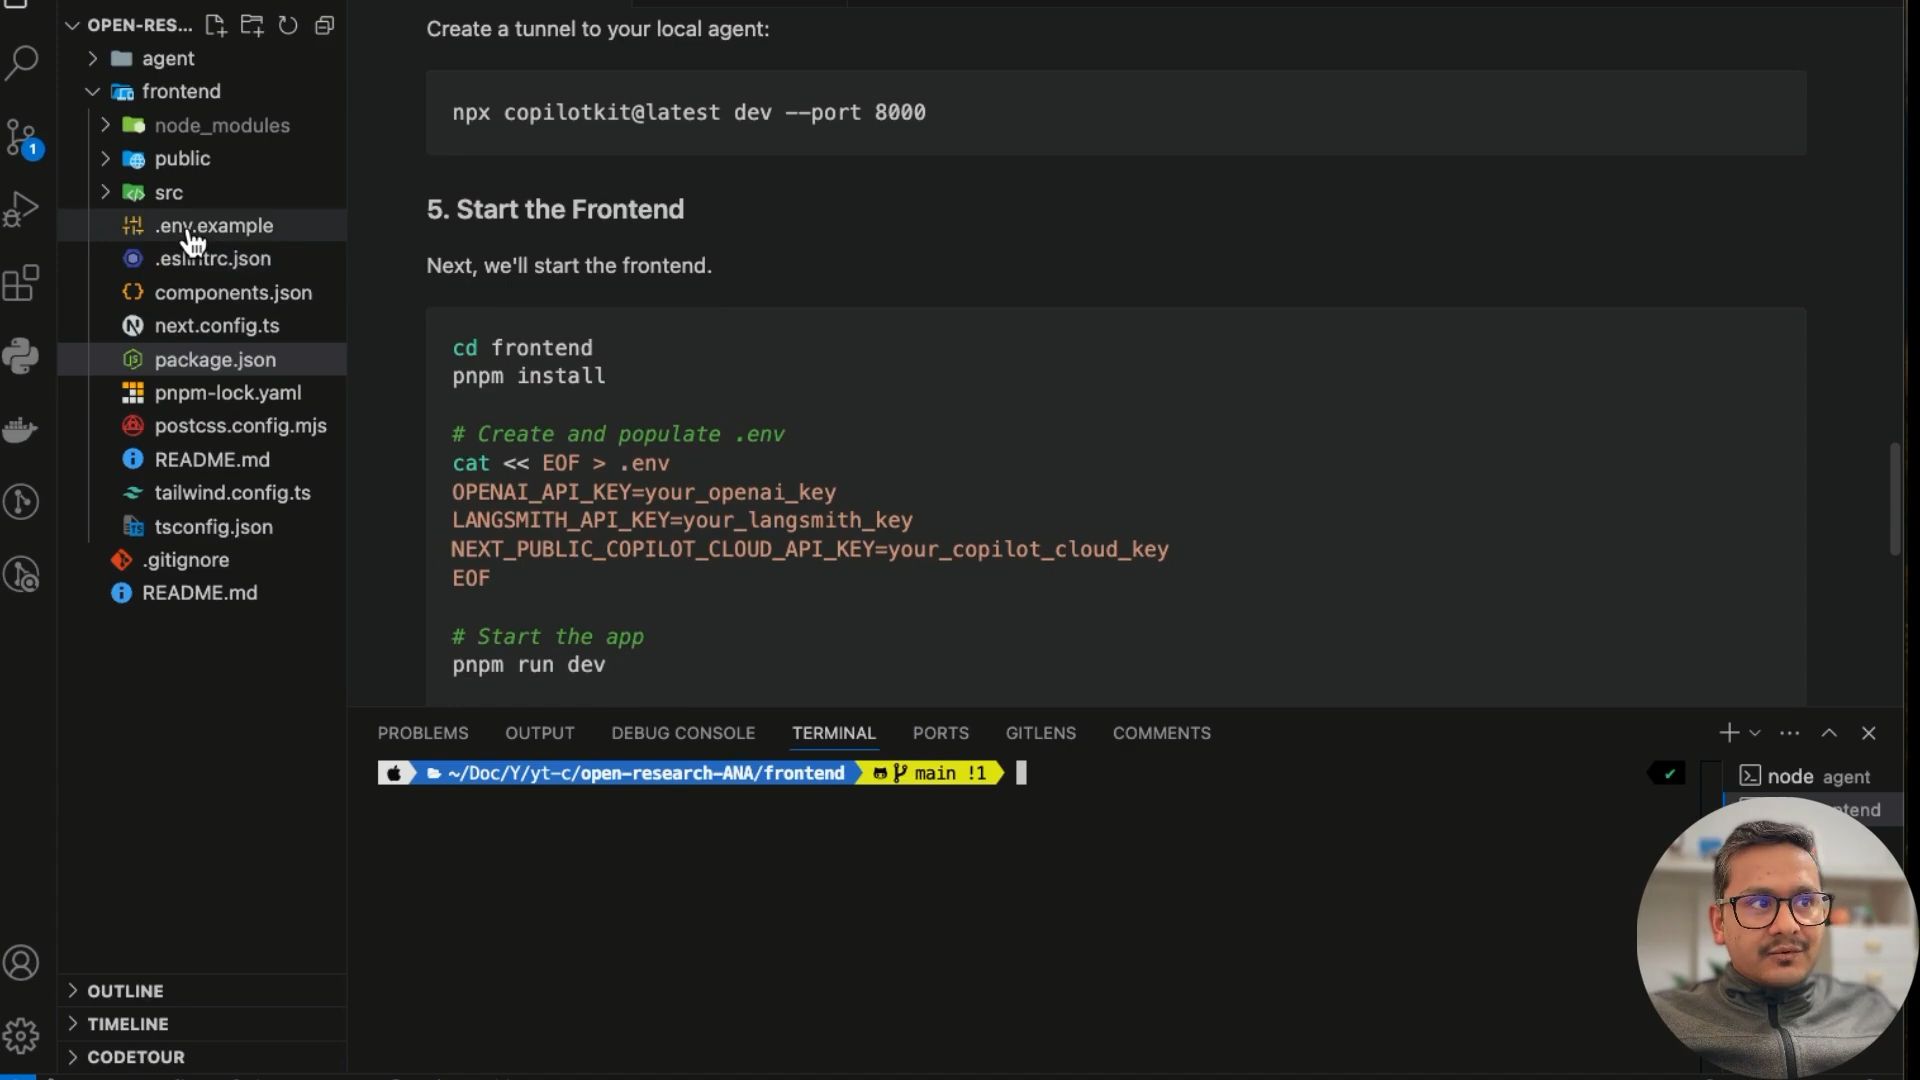 OPEN-RES...
agent
frontend
node_modules
public
src
.env.example
.eslintrc.json
components.json
next.config.ts
package.json
pnpm-lock.yaml
postcss.config.mjs
README.md
tailwind.config.ts
tsconfig.json
.gitignore
README.md
OUTLINE
TIMELINE
CODETOUR
1
Create a tunnel to your local agent:
npx copilotkit@latest dev --port 8000
5. Start the Frontend
Next, we'll start the frontend.
cd frontend
pnpm install
# Create and populate .env
cat << EOF > .env
OPENAI_API_KEY=your_openai_key
LANGSMITH_API_KEY=your_langsmith_key
NEXT_PUBLIC_COPILOT_CLOUD_API_KEY=your_copilot_cloud_key
EOF
# Start the app
pnpm run dev
PROBLEMS OUTPUT DEBUG CONSOLE TERMINAL PORTS GITLENS COMMENTS
~/Doc/Y/yt-c/open-research-ANA/frontend main !1
node agent